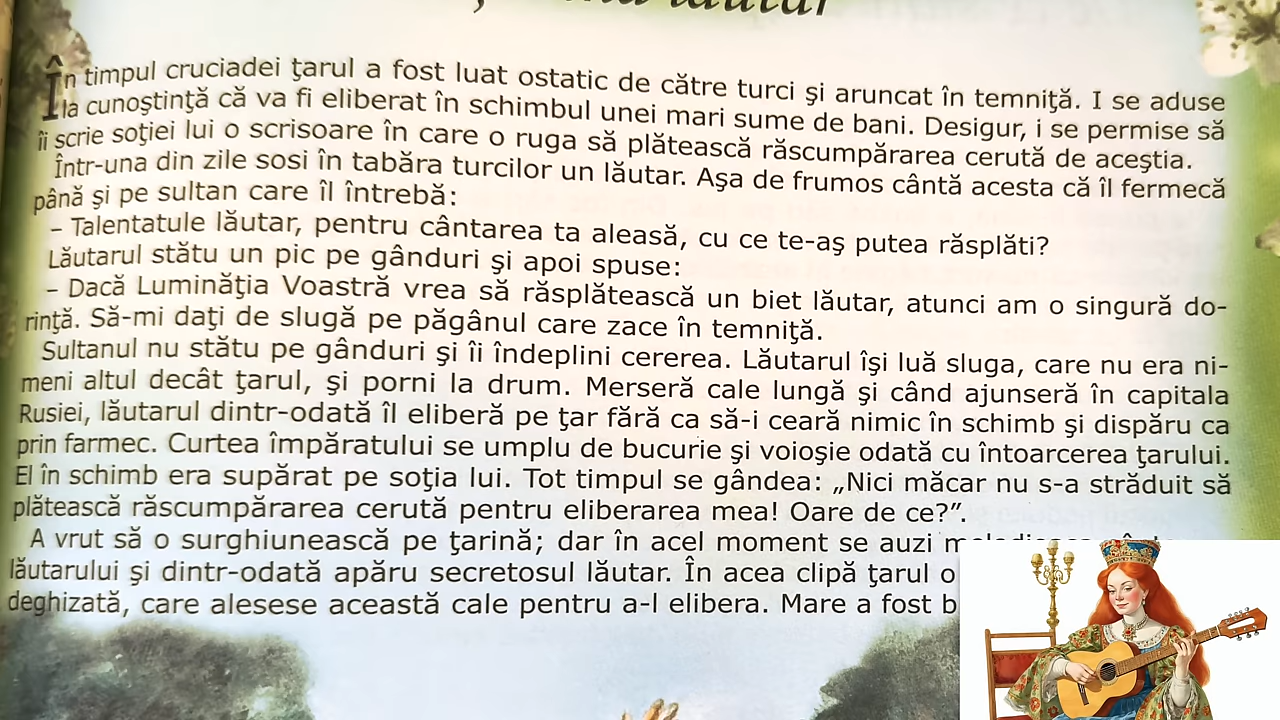 lăutar
În timpul cruciadei ţarul a fost luat ostatic de către turci şi aruncat în temniţă. I se aduse
la cunoştinţă că va fi eliberat în schimbul unei mari sume de bani. Desigur, i se permise să
îi scrie soţiei lui o scrisoare în care o ruga să plătească răscumpărarea cerută de aceştia.
Într-una din zile sosi în tabăra turcilor un lăutar. Aşa de frumos cântă acesta că îl fermecă
până şi pe sultan care îl întrebă:
– Talentatule lăutar, pentru cântarea ta aleasă, cu ce te-aş putea răsplăti?
Lăutarul stătu un pic pe gânduri şi apoi spuse:
– Dacă Luminăţia Voastră vrea să răsplătească un biet lăutar, atunci am o singură do-
rinţă. Să-mi daţi de slugă pe păgânul care zace în temniţă.
Sultanul nu stătu pe gânduri şi îi îndeplini cererea. Lăutarul îşi luă sluga, care nu era ni-
meni altul decât ţarul, şi porni la drum. Merseră cale lungă şi când ajunseră în capitala
Rusiei, lăutarul dintr-odată îl eliberă pe ţar fără ca să-i ceară nimic în schimb şi dispăru ca
prin farmec. Curtea împăratului se umplu de bucurie şi voioşie odată cu întoarcerea ţarului.
El în schimb era supărat pe soţia lui. Tot timpul se gândea: „Nici măcar nu s-a străduit să
plătească răscumpărarea cerută pentru eliberarea mea! Oare de ce?”.
A vrut să o surghiunească pe ţarină; dar în acel moment se auzi
lăutarului şi dintr-odată apăru secretosul lăutar. În acea clipă ţarul o
deghizată, care alesese această cale pentru a-l elibera. Mare a fost b